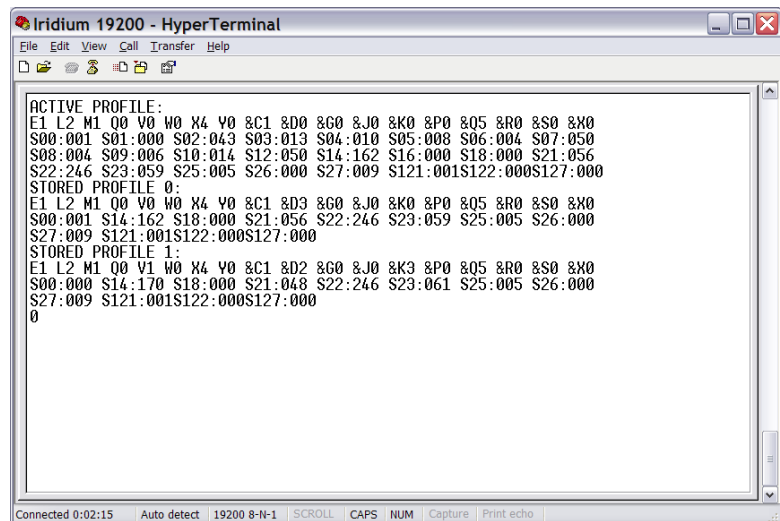 Iridium 19200 - HyperTerminal
File Edit View Call Transfer Help
ACTIVE PROFILE:
E1 L2 M1 Q0 V0 W0 X4 Y0 &C1 &D0 &G0 &J0 &K0 &P0 &Q5 &R0 &S0 &X0
S00:001 S01:000 S02:043 S03:013 S04:010 S05:008 S06:004 S07:050
S08:004 S09:006 S10:014 S12:050 S14:162 S16:000 S18:000 S21:056
S22:246 S23:059 S25:005 S26:000 S27:009 S121:001S122:000S127:000
STORED PROFILE 0:
E1 L2 M1 Q0 V0 W0 X4 Y0 &C1 &D3 &G0 &J0 &K0 &P0 &Q5 &R0 &S0 &X0
S00:001 S14:162 S18:000 S21:056 S22:246 S23:059 S25:005 S26:000
S27:009 S121:001S122:000S127:000
STORED PROFILE 1:
E1 L2 M1 Q0 V1 W0 X4 Y0 &C1 &D2 &G0 &J0 &K3 &P0 &Q5 &R0 &S0 &X0
S00:000 S14:170 S18:000 S21:048 S22:246 S23:061 S25:005 S26:000
S27:009 S121:001S122:000S127:000
0
Connected 0:02:15 Auto detect 19200 8-N-1 SCROLL CAPS NUM Capture Print echo